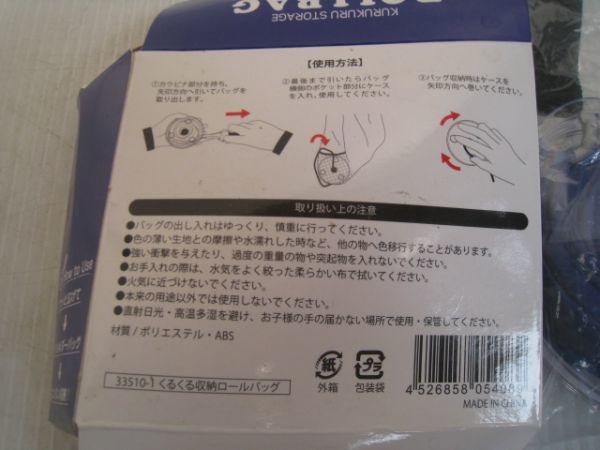 ROLLBAG
KURUKURU STORAGE
【使用方法】
①カラビナ部分を持ち、
矢印方向へ引いてバッグを
取り出します。
②最後まで引いたらバッグ
横側のポケット部分にケース
を入れ、使用してください。
③バッグ収納時はケースを
矢印方向へ巻いてください。
取り扱い上の注意
●バッグの出し入れはゆっくり、慎重に行ってください。
●色の薄い生地との摩擦や水濡れした時など、他の物へ色移行することがあります。
●強い衝撃を与えたり、過度の重量の物や突起物を入れないでください。
●お手入れの際は、水気をよく絞った柔らかい布で拭いてください。
●火気に近づけないでください。
●本来の用途以外では使用しないでください。
●直射日光・高温多湿を避け、お子様の手の届かない場所で使用・保管してください。
材質 / ポリエステル・ABS
33510-1 くるくる収納ロールバッグ
紙
外箱
プラ
包装袋
4 526858 054989
MADE IN CHINA
How to Use